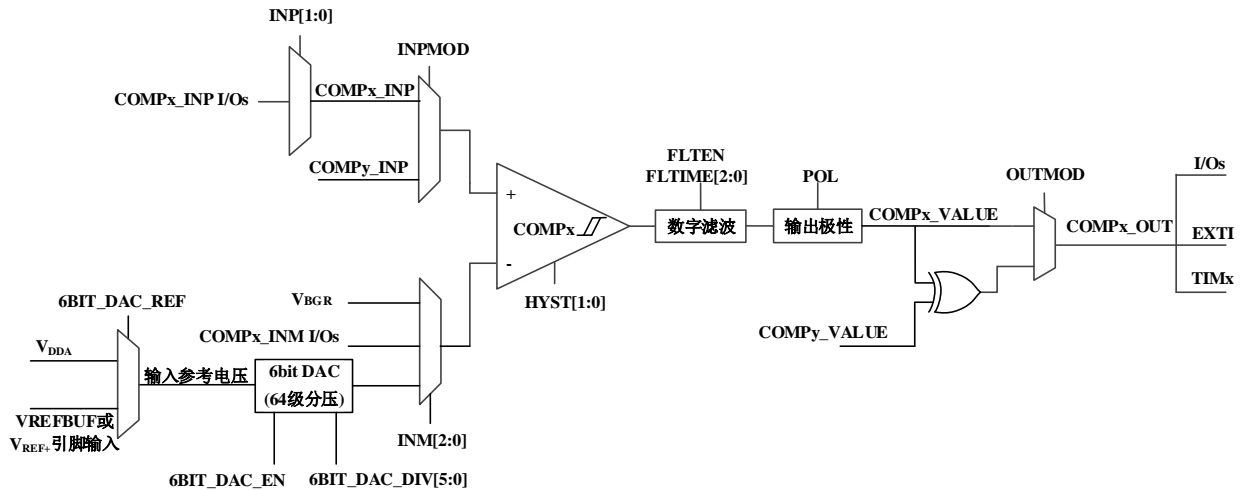 INP[1:0]
INPMOD
COMPx_INP I/Os
COMPx_INP
COMPy_INP
FLTEN
FLTIME[2:0]
POL
OUTMOD
I/Os
+
COMPx
-
数字滤波
输出极性
COMPx_VALUE
COMPx_OUT
EXTI
TIMx
HYST[1:0]
COMPy_VALUE
6BIT_DAC_REF
VBGR
COMPx_INM I/Os
VDDA
输入参考电压
6bit DAC
(64级分压)
VREFBUF或
VREF+引脚输入
INM[2:0]
6BIT_DAC_EN
6BIT_DAC_DIV[5:0]